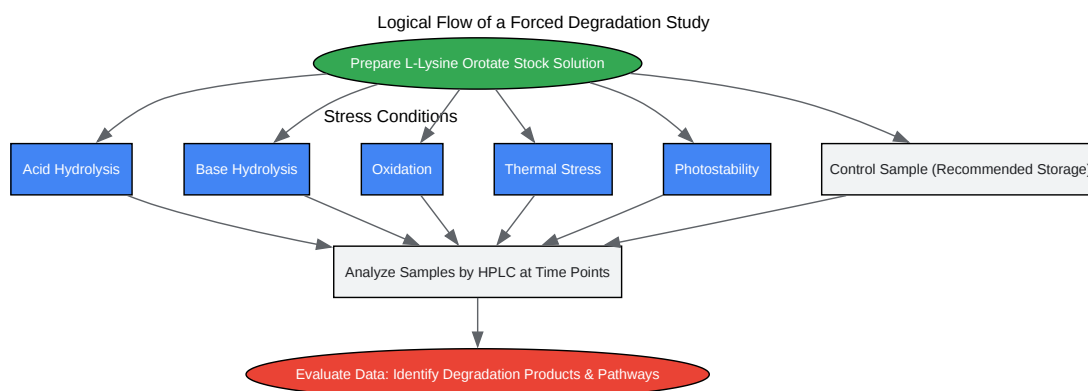 Logical Flow of a Forced Degradation Study
Prepare L-Lysine Orotate Stock Solution
Stress Conditions
Acid Hydrolysis
Base Hydrolysis
Oxidation
Thermal Stress
Photostability
Control Sample (Recommended Storage)
Analyze Samples by HPLC at Time Points
Evaluate Data: Identify Degradation Products & Pathways